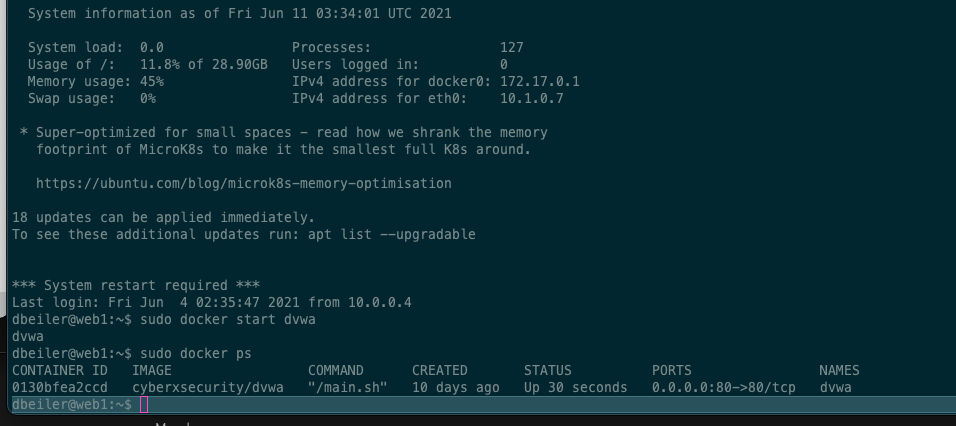 System information as of Fri Jun 11 03:34:01 UTC 2021
System load:  0.0                Processes:                127
Usage of /:   11.8% of 28.90GB   Users logged in:          0
Memory usage: 45%                IPv4 address for docker0: 172.17.0.1
Swap usage:   0%                 IPv4 address for eth0:    10.1.0.7
* Super-optimized for small spaces - read how we shrank the memory
footprint of MicroK8s to make it the smallest full K8s around.
https://ubuntu.com/blog/microk8s-memory-optimisation
18 updates can be applied immediately.
To see these additional updates run: apt list --upgradable
*** System restart required ***
Last login: Fri Jun  4 02:35:47 2021 from 10.0.0.4
dbeiler@web1:~$ sudo docker start dvwa
dvwa
dbeiler@web1:~$ sudo docker ps
CONTAINER ID   IMAGE                 COMMAND      CREATED       STATUS          PORTS                NAMES
0130bfea2ccd   cyberxsecurity/dvwa   "/main.sh"   10 days ago   Up 30 seconds   0.0.0.0:80->80/tcp   dvwa
dbeiler@web1:~$